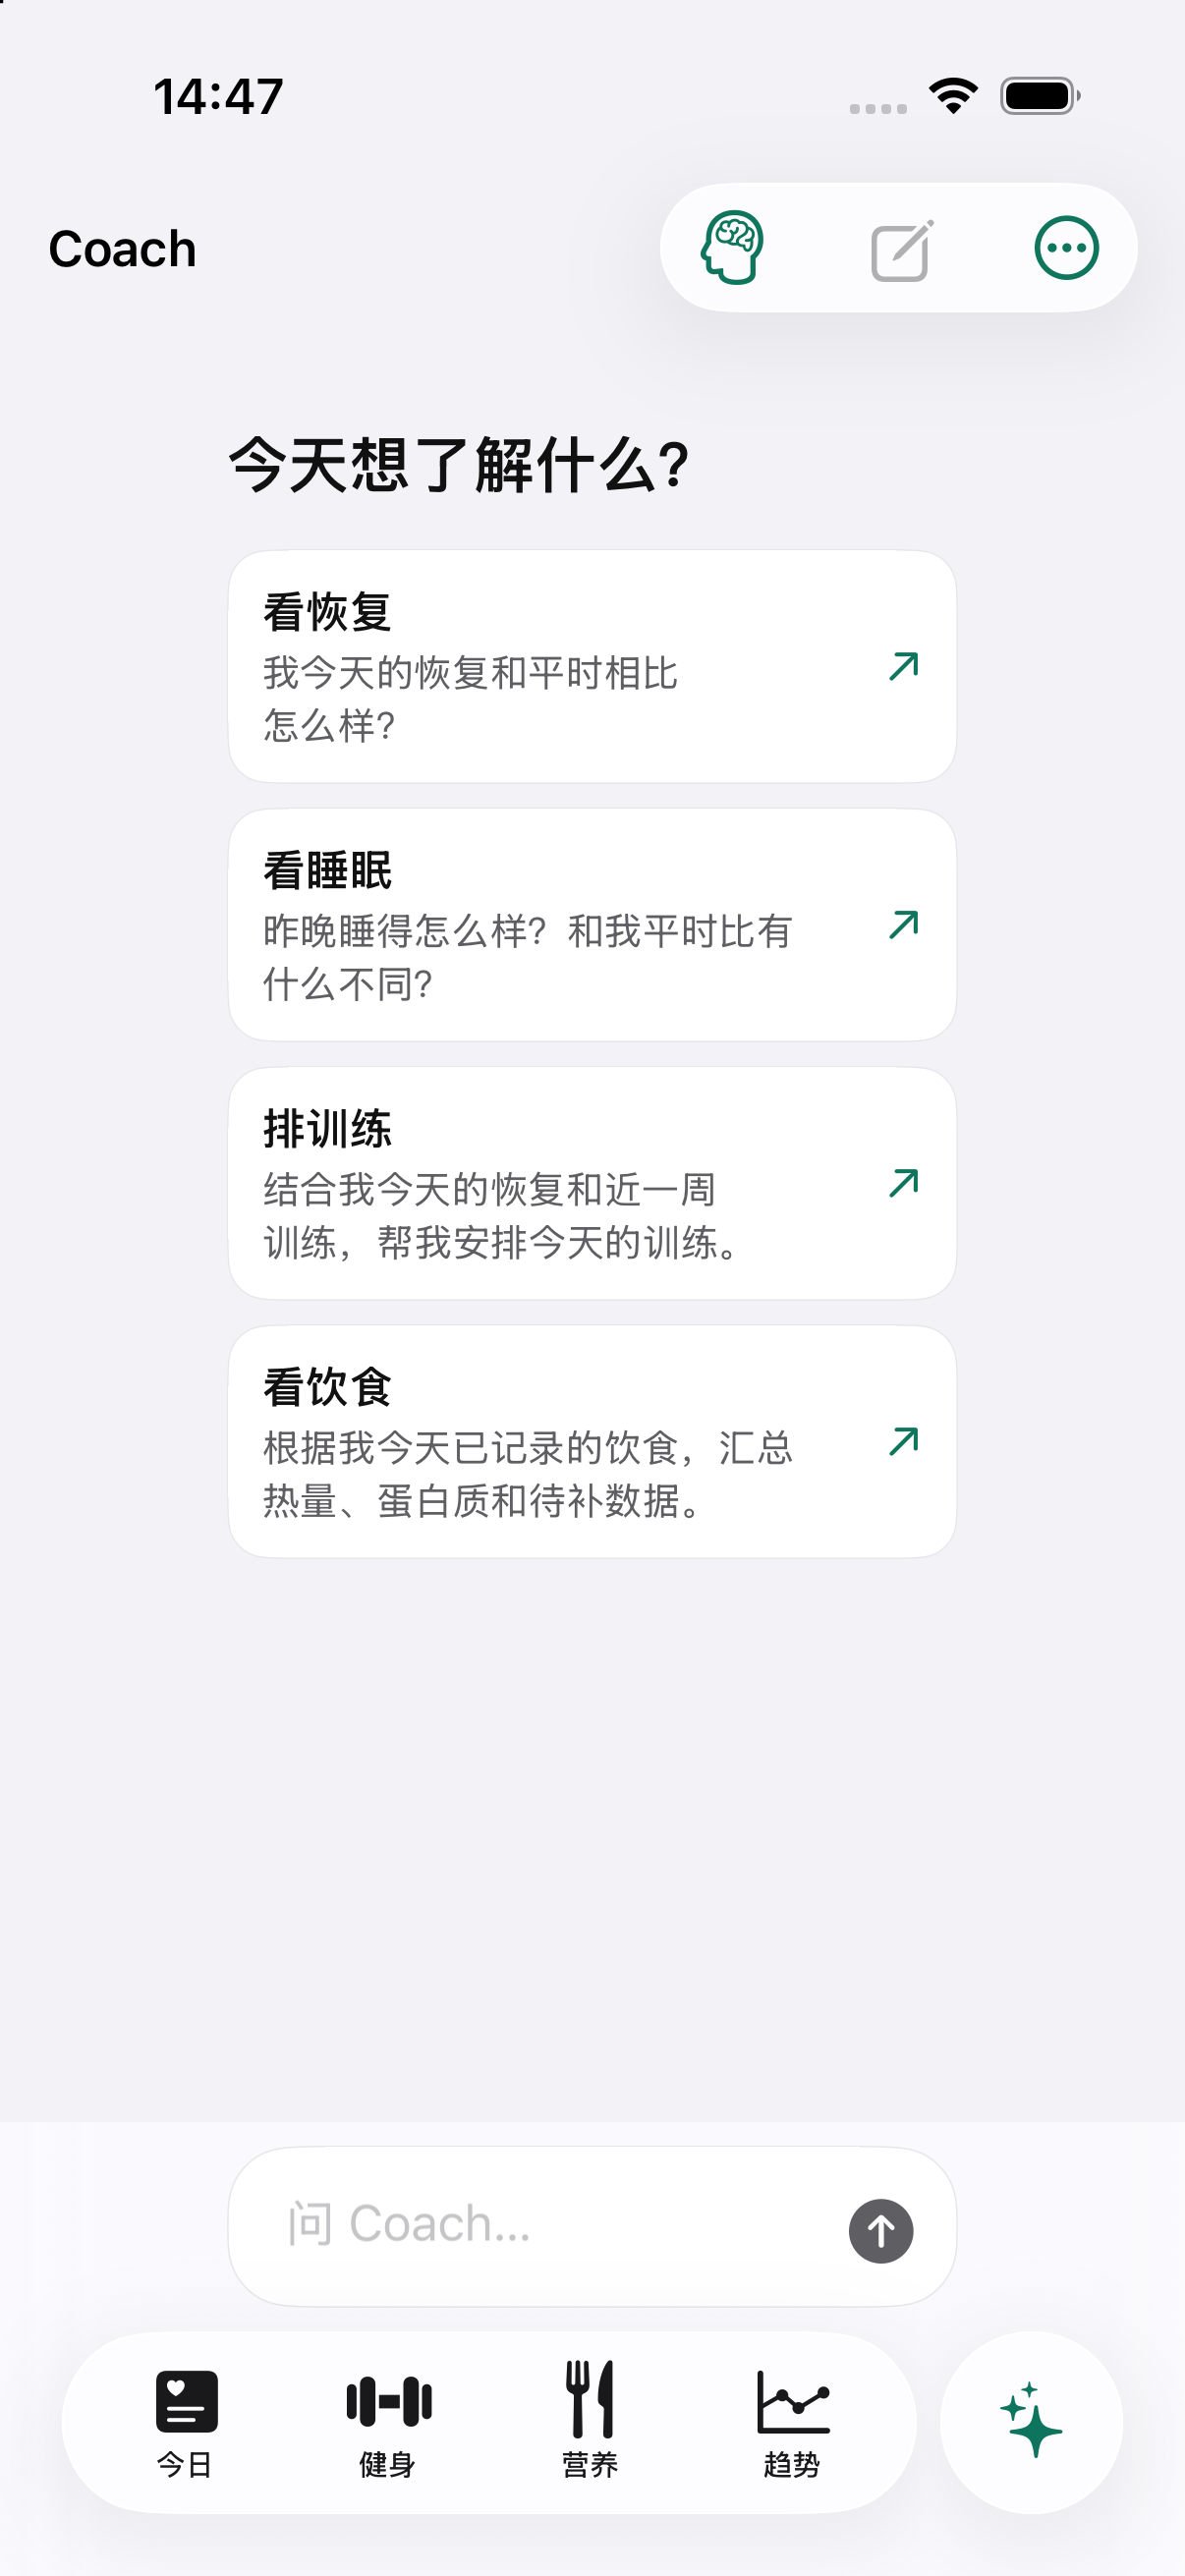 14:47
Coach
今天想了解什么?
看恢复
我今天的恢复和平时相比
怎么样?
看睡眠
昨晚睡得怎么样? 和我平时比有
什么不同?
排训练
结合我今天的恢复和近一周
训练，帮我安排今天的训练。
看饮食
根据我今天已记录的饮食，汇总
热量、蛋白质和待补数据。
问 Coach...
今日
健身
营养
趋势